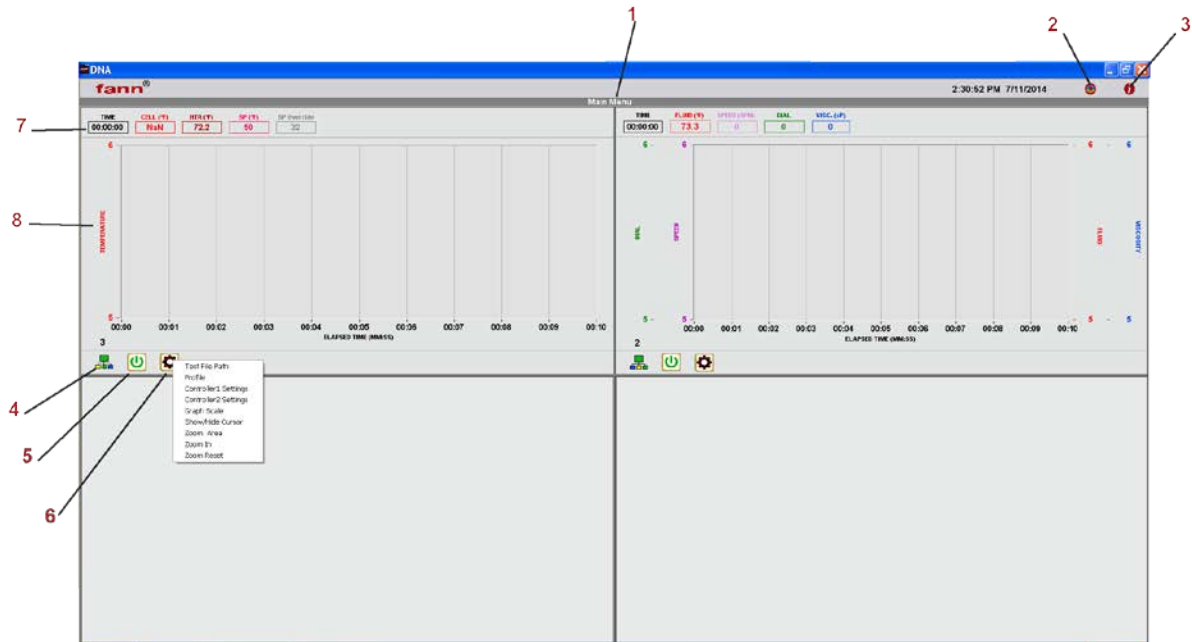 1
2
3
DNA
fann®
2:30:52 PM 7/11/2014
Main Menu
7
TIME CELL (°F) HTR (°F) SP (°F) SP Override
00:00:00 NaN 72.2 50 32
TIME FLUID (°F) SPEED (RPM) DIAL VISC. (cP)
00:00:00 73.3 0 0 0
6
6 6 6 6
8
TEMPERATURE
DIAL SPEED FLUID VISCOSITY
5
5 5 5 5
00:00 00:01 00:02 00:03 00:04 00:05 00:06 00:07 00:08 00:09 00:10
ELAPSED TIME (MM:SS)
3
00:00 00:01 00:02 00:03 00:04 00:05 00:06 00:07 00:08 00:09 00:10
ELAPSED TIME (MM:SS)
2
4
5
6
Test File Path
Profile
Controller1 Settings
Controller2 Settings
Graph Scale
Show/Hide Cursor
Zoom Area
Zoom In
Zoom Reset